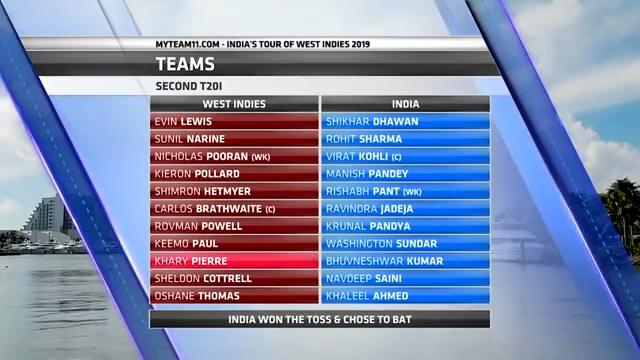 MYTEAM11.COM - INDIA'S TOUR OF WEST INDIES 2019
TEAMS
SECOND T20I
WEST INDIES INDIA
EVIN LEWIS SHIKHAR DHAWAN
SUNIL NARINE ROHIT SHARMA
NICHOLAS POORAN (WK) VIRAT KOHLI (C)
KIERON POLLARD MANISH PANDEY
SHIMRON HETMYER RISHABH PANT (WK)
CARLOS BRATHWAITE (C) RAVINDRA JADEJA
ROVMAN POWELL KRUNAL PANDYA
KEEMO PAUL WASHINGTON SUNDAR
KHARY PIERRE BHUVNESHWAR KUMAR
SHELDON COTTRELL NAVDEEP SAINI
OSHANE THOMAS KHALEEL AHMED
INDIA WON THE TOSS & CHOSE TO BAT